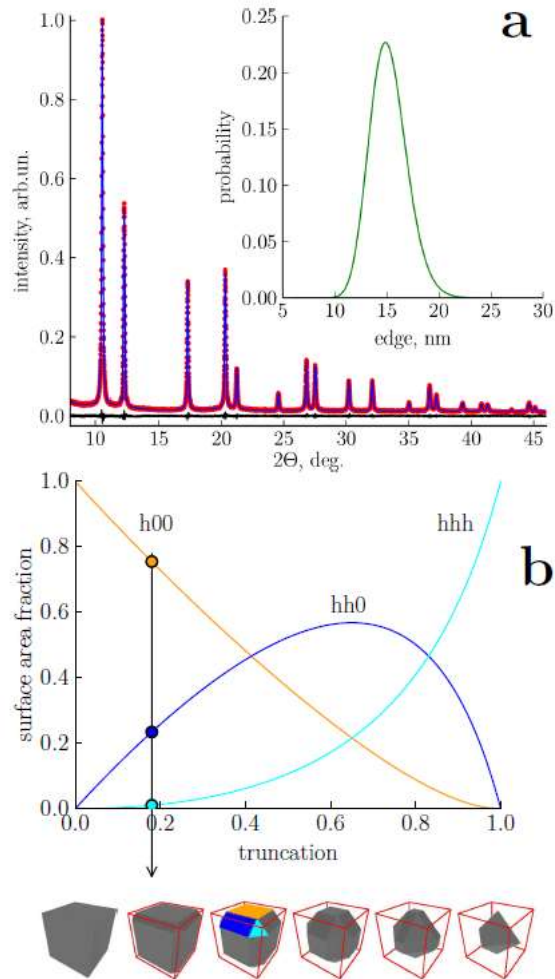 a
intensity, arb.un.
1.0
0.8
0.6
0.4
0.2
0.0
10 15 20 25 30 35 40 45
2Θ, deg.
probability
0.25
0.20
0.15
0.10
0.05
0.00
5 10 15 20 25 30
edge, nm
b
surface area fraction
1.0
0.8
0.6
0.4
0.2
0.0
h00
hh0
hhh
0.0 0.2 0.4 0.6 0.8 1.0
truncation